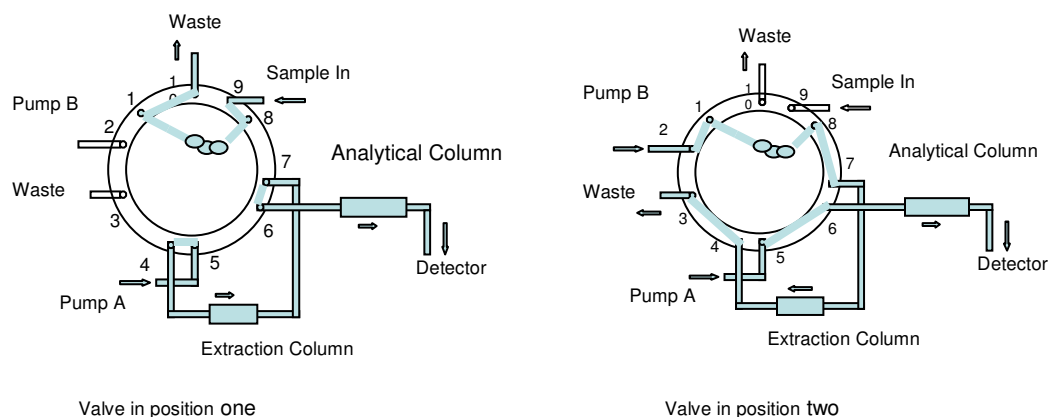 Waste
Sample In
Pump B
1
1
0
9
8
2
7
Analytical Column
Waste
3
6
4
5
Detector
Pump A
Extraction Column
Valve in position one
Waste
Sample In
Pump B
1
1
0
9
8
2
7
Analytical Column
Waste
3
6
4
5
Detector
Pump A
Extraction Column
Valve in position two